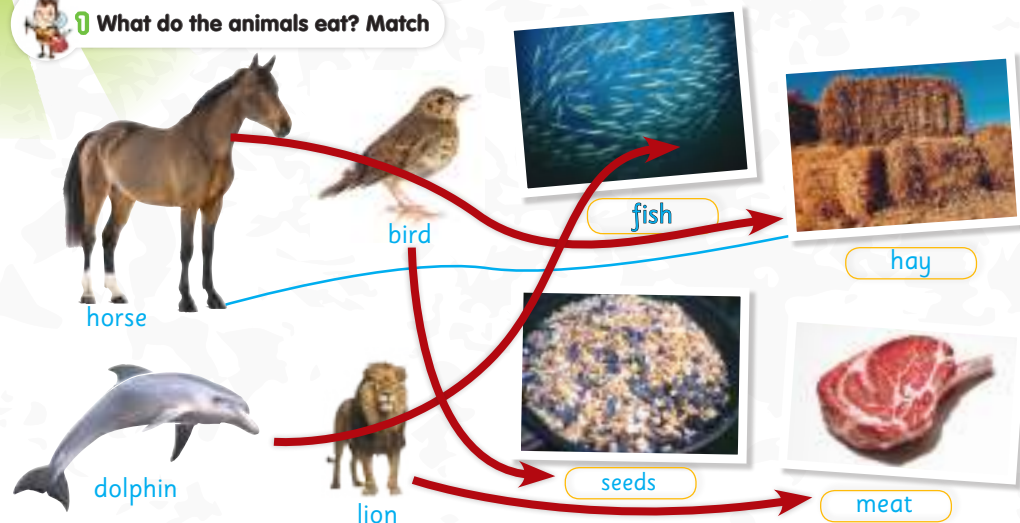 1 What do the animals eat? Match
bird
fish
hay
horse
dolphin
lion
seeds
meat